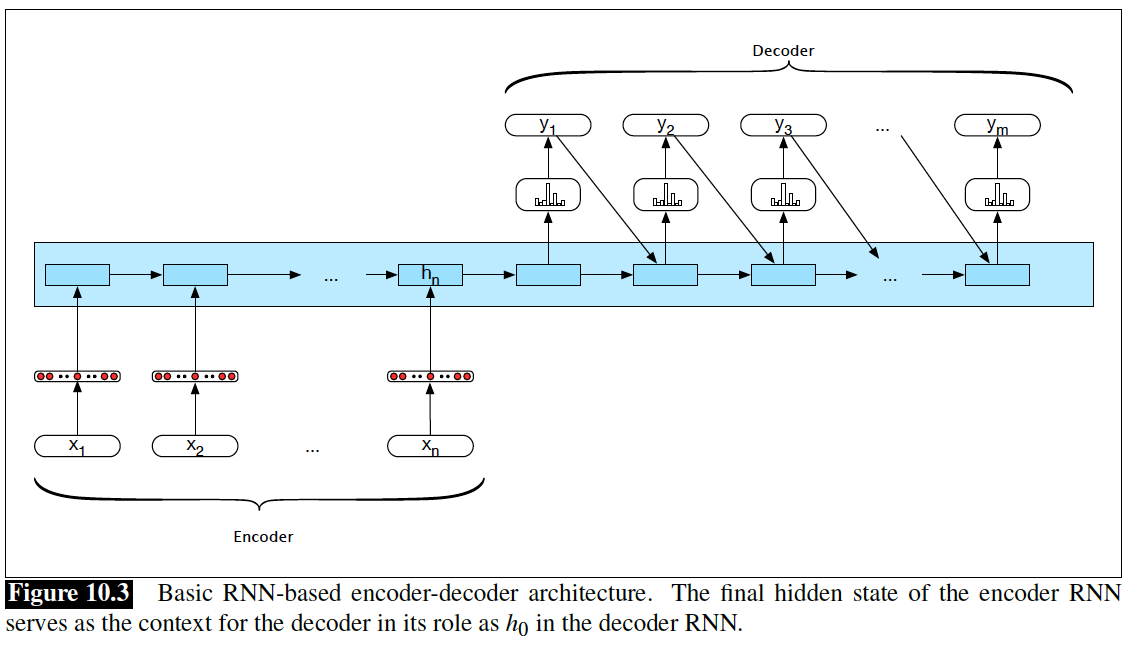 Decoder
y1 y2 y3 ... ym
hn
... ...
x1 x2 ... xn
Encoder
Figure 10.3 Basic RNN-based encoder-decoder architecture. The final hidden state of the encoder RNN
serves as the context for the decoder in its role as h0 in the decoder RNN.